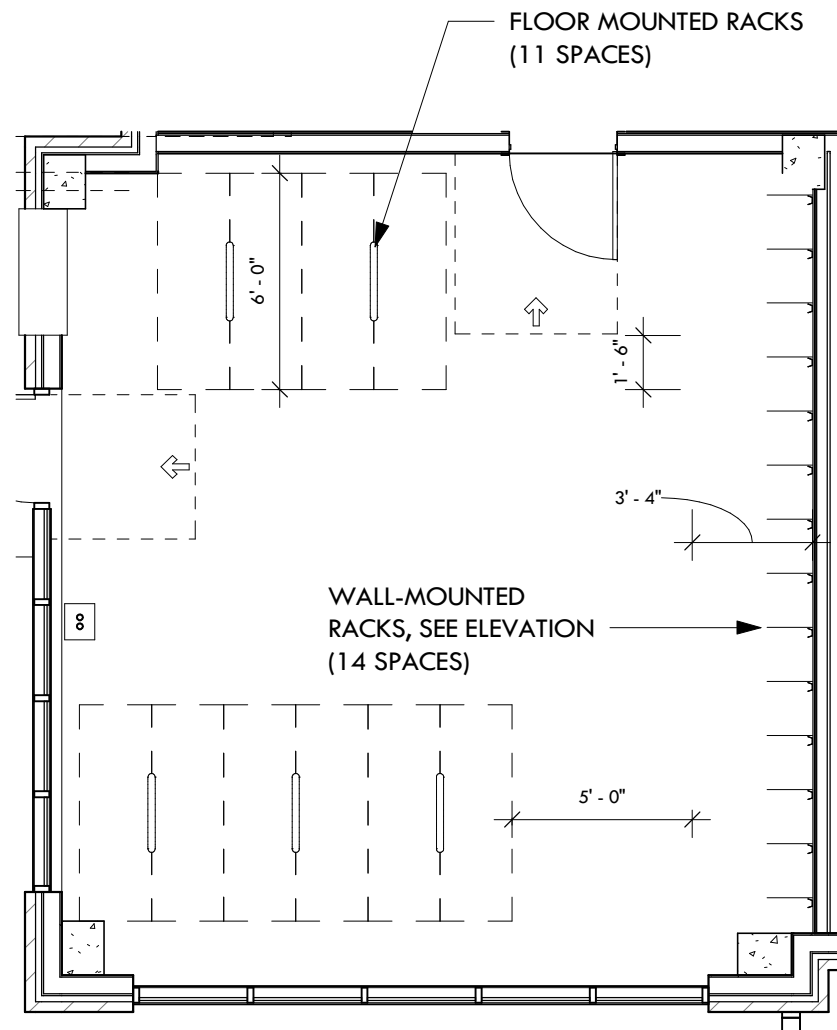 FLOOR MOUNTED RACKS
(11 SPACES)
6' - 0"
1' - 6"
3' - 4"
WALL-MOUNTED
RACKS, SEE ELEVATION
(14 SPACES)
5' - 0"